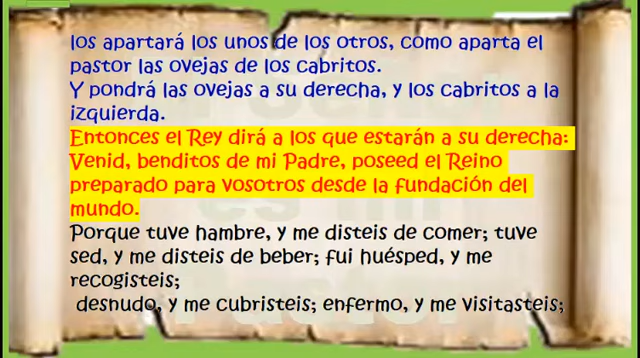 los apartará los unos de los otros, como aparta el
pastor las ovejas de los cabritos.
Y pondrá las ovejas a su derecha, y los cabritos a la
izquierda.
Entonces el Rey dirá a los que estarán a su derecha:
Venid, benditos de mi Padre, poseed el Reino
preparado para vosotros desde la fundación del
mundo.
Porque tuve hambre, y me disteis de comer; tuve
sed, y me disteis de beber; fui huésped, y me
recogisteis;
desnudo, y me cubristeis; enfermo, y me visitasteis;